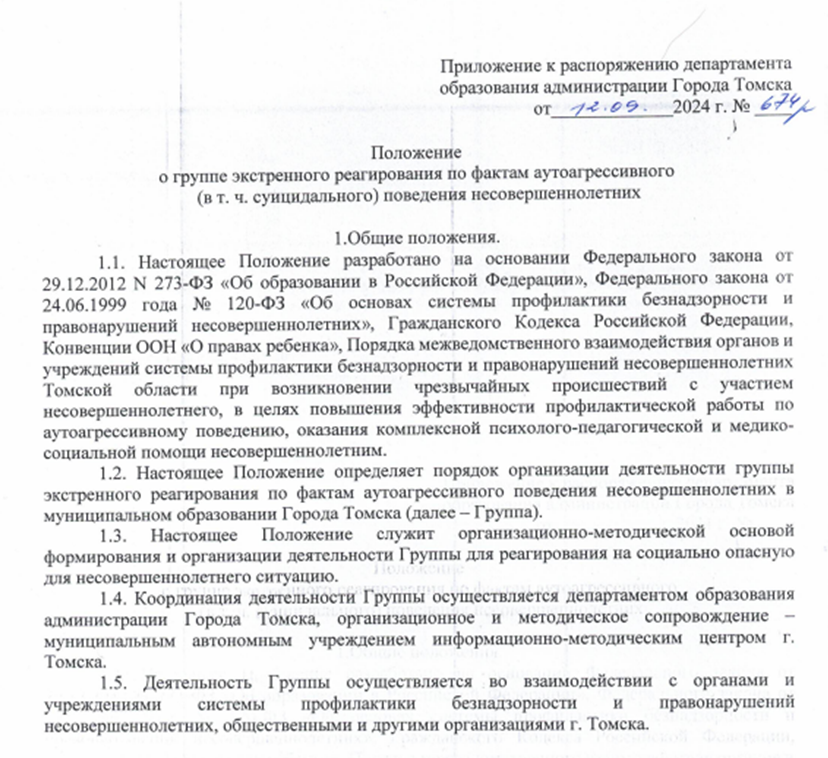 Приложение к распоряжению департамента
образования администрации Города Томска
от 12.09. 2024 г. № 674р
Положение
о группе экстренного реагирования по фактам аутоагрессивного
(в т. ч. суицидального) поведения несовершеннолетних
1.Общие положения.
1.1. Настоящее Положение разработано на основании Федерального закона от
29.12.2012 N 273-ФЗ «Об образовании в Российской Федерации», Федерального закона от
24.06.1999 года № 120-ФЗ «Об основах системы профилактики безнадзорности и
правонарушений несовершеннолетних», Гражданского Кодекса Российской Федерации,
Конвенции ООН «О правах ребенка», Порядка межведомственного взаимодействия органов и
учреждений системы профилактики безнадзорности и правонарушений несовершеннолетних
Томской области при возникновении чрезвычайных происшествий с участием
несовершеннолетнего, в целях повышения эффективности профилактической работы по
аутоагрессивному поведению, оказания комплексной психолого-педагогической и медико-
социальной помощи несовершеннолетним.
1.2. Настоящее Положение определяет порядок организации деятельности группы
экстренного реагирования по фактам аутоагрессивного поведения несовершеннолетних в
муниципальном образовании Города Томска (далее – Группа).
1.3. Настоящее Положение служит организационно-методической основой
формирования и организации деятельности Группы для реагирования на социально опасную
для несовершеннолетнего ситуацию.
1.4. Координация деятельности Группы осуществляется департаментом образования
администрации Города Томска, организационное и методическое сопровождение –
муниципальным автономным учреждением информационно-методическим центром г.
Томска.
1.5. Деятельность Группы осуществляется во взаимодействии с органами и
учреждениями системы профилактики безнадзорности и правонарушений
несовершеннолетних, общественными и другими организациями г. Томска.